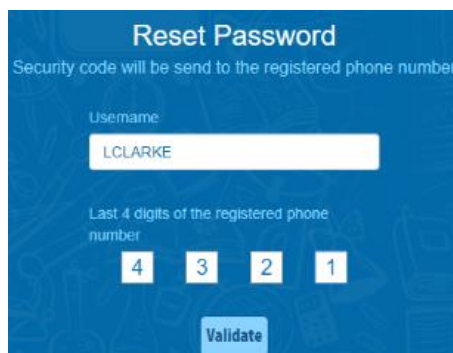 Reset Password
Security code will be send to the registered phone number
Username
LCLARKE
Last 4 digits of the registered phone
number
4 3 2 1
Validate